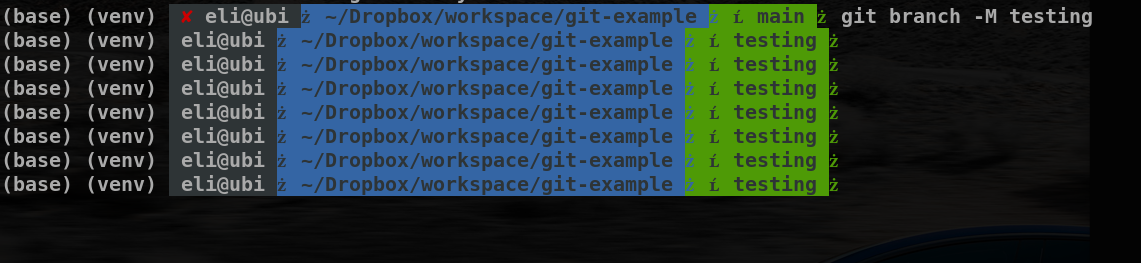 (base) (venv) ✘ eli@ubi ż ~/Dropbox/workspace/git-example ż ũ main ż git branch -M testing
(base) (venv) eli@ubi ż ~/Dropbox/workspace/git-example ż ĺ testing ż
(base) (venv) eli@ubi ż ~/Dropbox/workspace/git-example ż ĺ testing ż
(base) (venv) eli@ubi ż ~/Dropbox/workspace/git-example ż ĺ testing ż
(base) (venv) eli@ubi ż ~/Dropbox/workspace/git-example ż ĺ testing ż
(base) (venv) eli@ubi ż ~/Dropbox/workspace/git-example ż ĺ testing ż
(base) (venv) eli@ubi ż ~/Dropbox/workspace/git-example ż ĺ testing ż
(base) (venv) eli@ubi ż ~/Dropbox/workspace/git-example ż ĺ testing ż